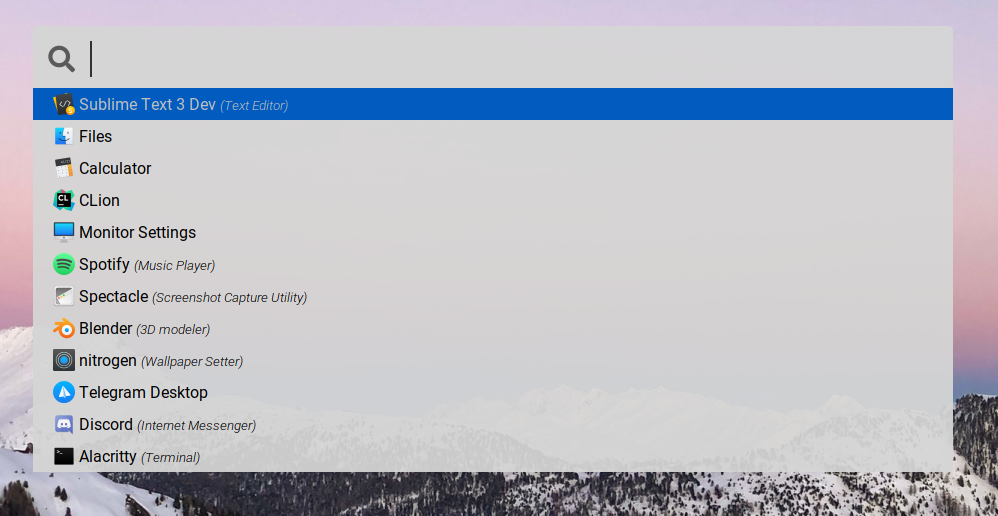 Sublime Text 3 Dev (Text Editor)
Files
Calculator
CL CLion
Monitor Settings
Spotify (Music Player)
Spectacle (Screenshot Capture Utility)
Blender (3D modeler)
nitrogen (Wallpaper Setter)
Telegram Desktop
Discord (Internet Messenger)
Alacritty (Terminal)